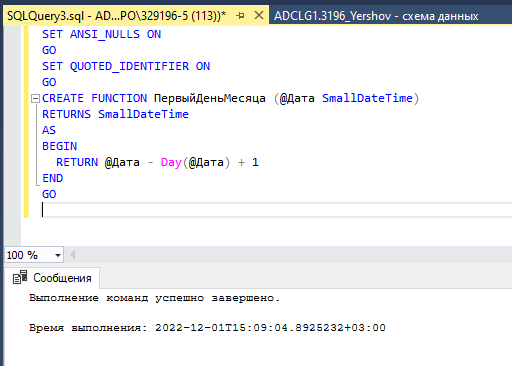 SQLQuery3.sql - AD...PO\329196-5 (113))* ADCLG1.3196_Yershov - схема данных
SET ANSI_NULLS ON
GO
SET QUOTED_IDENTIFIER ON
GO
CREATE FUNCTION ПервыйДеньМесяца (@Дата SmallDateTime)
RETURNS SmallDateTime
AS
BEGIN
RETURN @Дата - Day(@Дата) + 1
END
GO
100 %
Сообщения
Выполнение команд успешно завершено.
Время выполнения: 2022-12-01T15:09:04.8925232+03:00